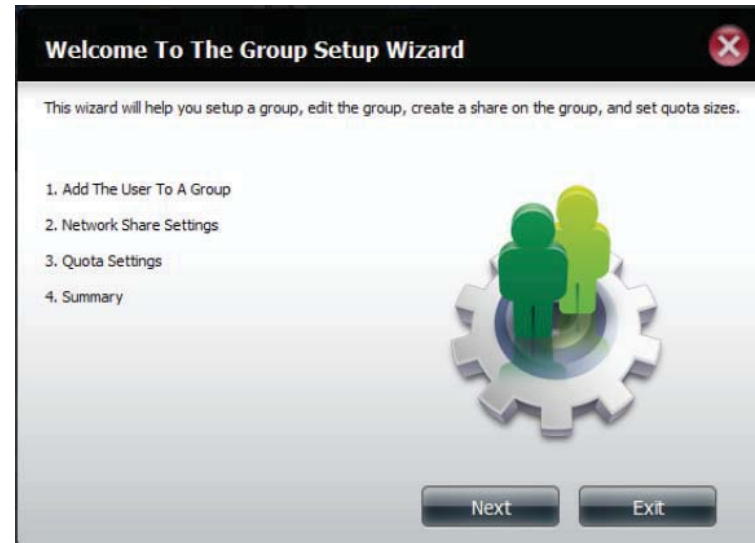 Welcome To The Group Setup Wizard
This wizard will help you setup a group, edit the group, create a share on the group, and set quota sizes.
1. Add The User To A Group
2. Network Share Settings
3. Quota Settings
4. Summary
Next
Exit